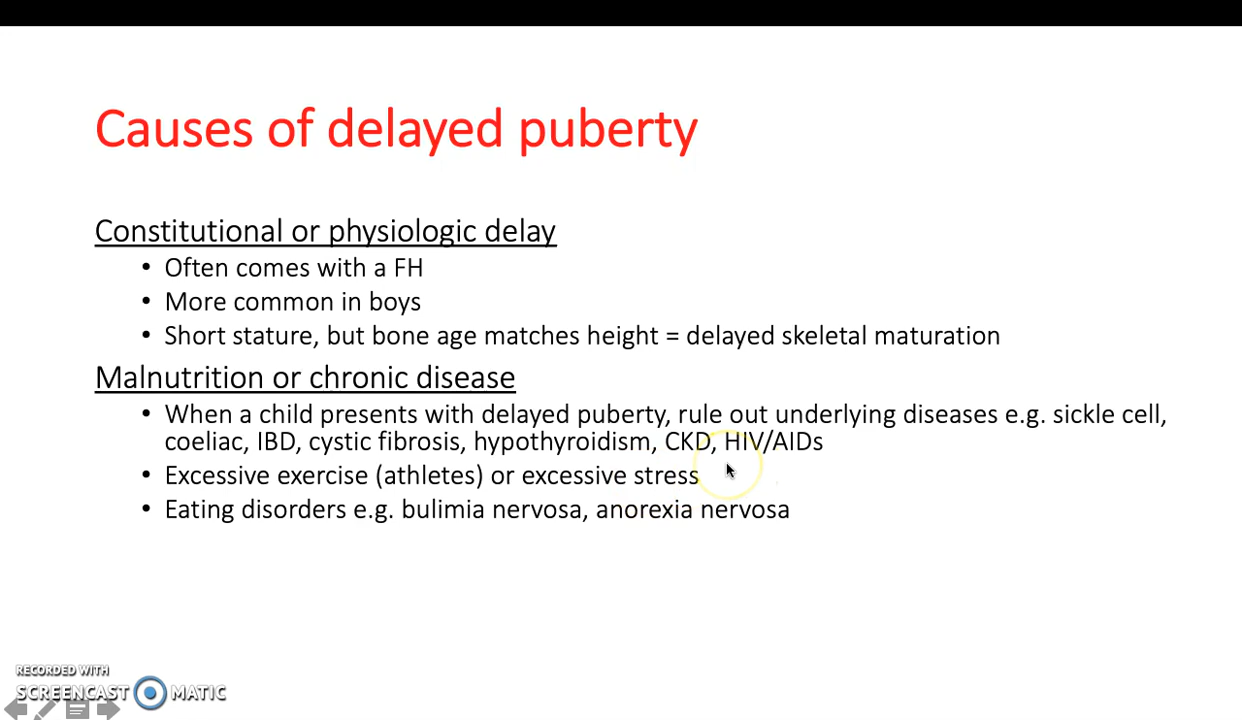 Causes of delayed puberty
Constitutional or physiologic delay
• Often comes with a FH
• More common in boys
• Short stature, but bone age matches height = delayed skeletal maturation
Malnutrition or chronic disease
• When a child presents with delayed puberty, rule out underlying diseases e.g. sickle cell,
coeliac, IBD, cystic fibrosis, hypothyroidism, CKD, HIV/AIDs
• Excessive exercise (athletes) or excessive stress
• Eating disorders e.g. bulimia nervosa, anorexia nervosa
RECORDED WITH
SCREENCAST MATIC